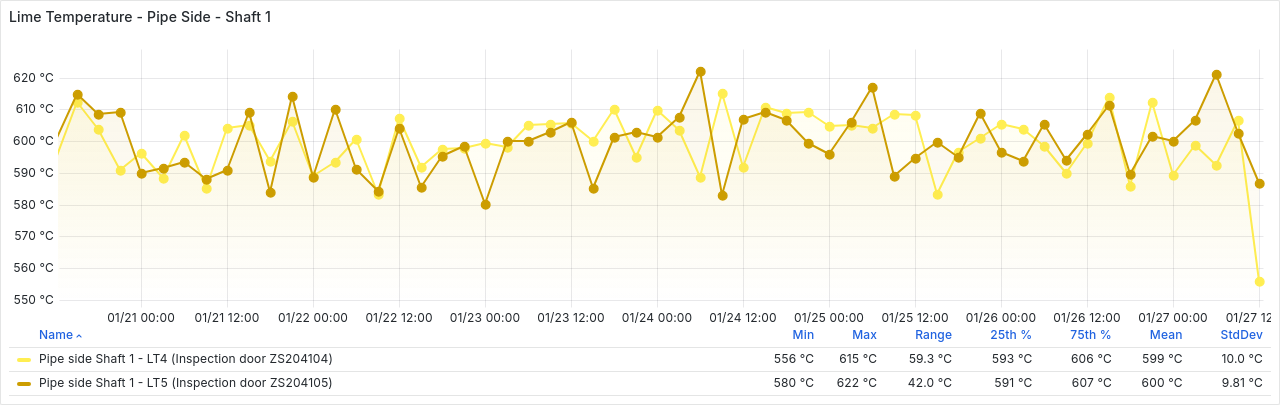 Lime Temperature - Pipe Side - Shaft 1
620 °C
610 °C
600 °C
590 °C
580 °C
570 °C
560 °C
550 °C
01/21 00:00 01/21 12:00 01/22 00:00 01/22 12:00 01/23 00:00 01/23 12:00 01/24 00:00 01/24 12:00 01/25 00:00 01/25 12:00 01/26 00:00 01/26 12:00 01/27 00:00 01/27 12
Name Min Max Range 25th % 75th % Mean StdDev
Pipe side Shaft 1 - LT4 (Inspection door ZS204104) 556 °C 615 °C 59.3 °C 593 °C 606 °C 599 °C 10.0 °C
Pipe side Shaft 1 - LT5 (Inspection door ZS204105) 580 °C 622 °C 42.0 °C 591 °C 607 °C 600 °C 9.81 °C